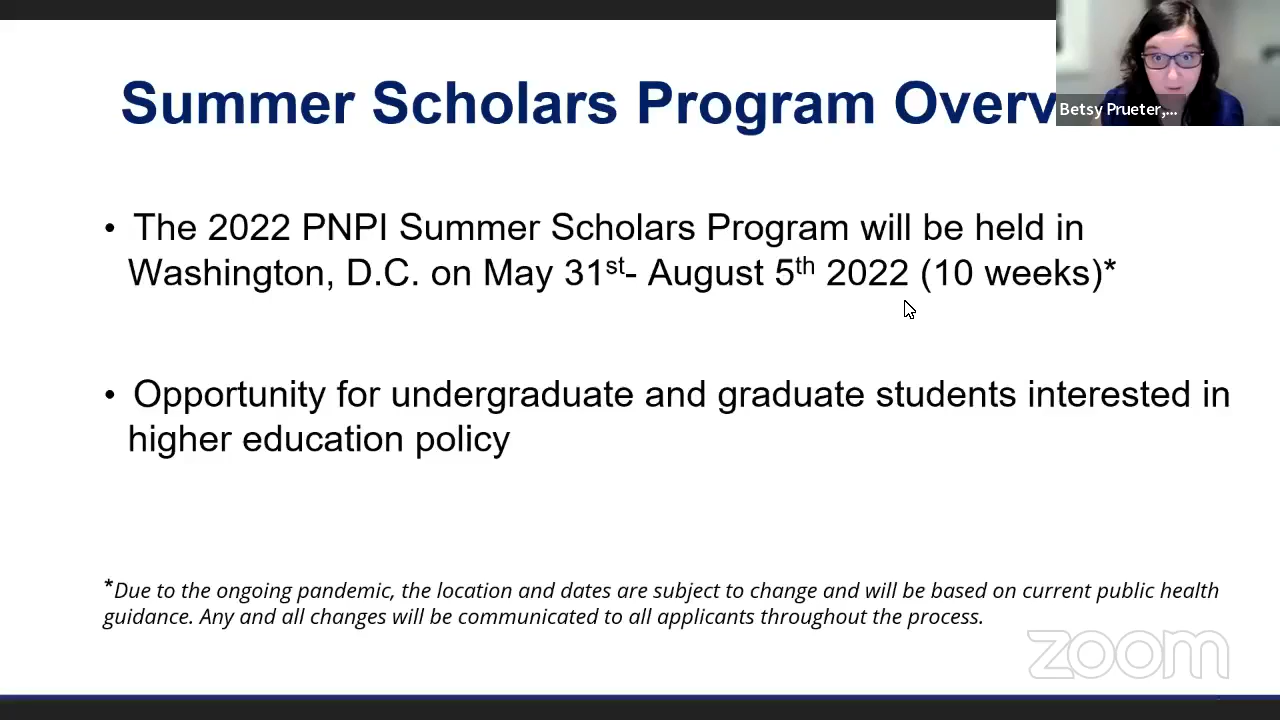 Summer Scholars Program Overv
Betsy Prueter,...
• The 2022 PNPI Summer Scholars Program will be held in
Washington, D.C. on May 31st- August 5th 2022 (10 weeks)*
• Opportunity for undergraduate and graduate students interested in
higher education policy
*Due to the ongoing pandemic, the location and dates are subject to change and will be based on current public health
guidance. Any and all changes will be communicated to all applicants throughout the process.
zoom